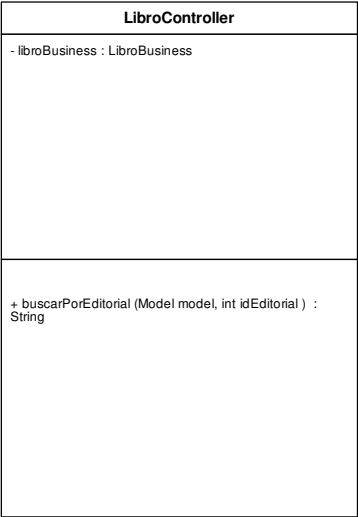 LibroController
- libroBusiness : LibroBusiness
+ buscarPorEditorial (Model model, int idEditorial )  :
String